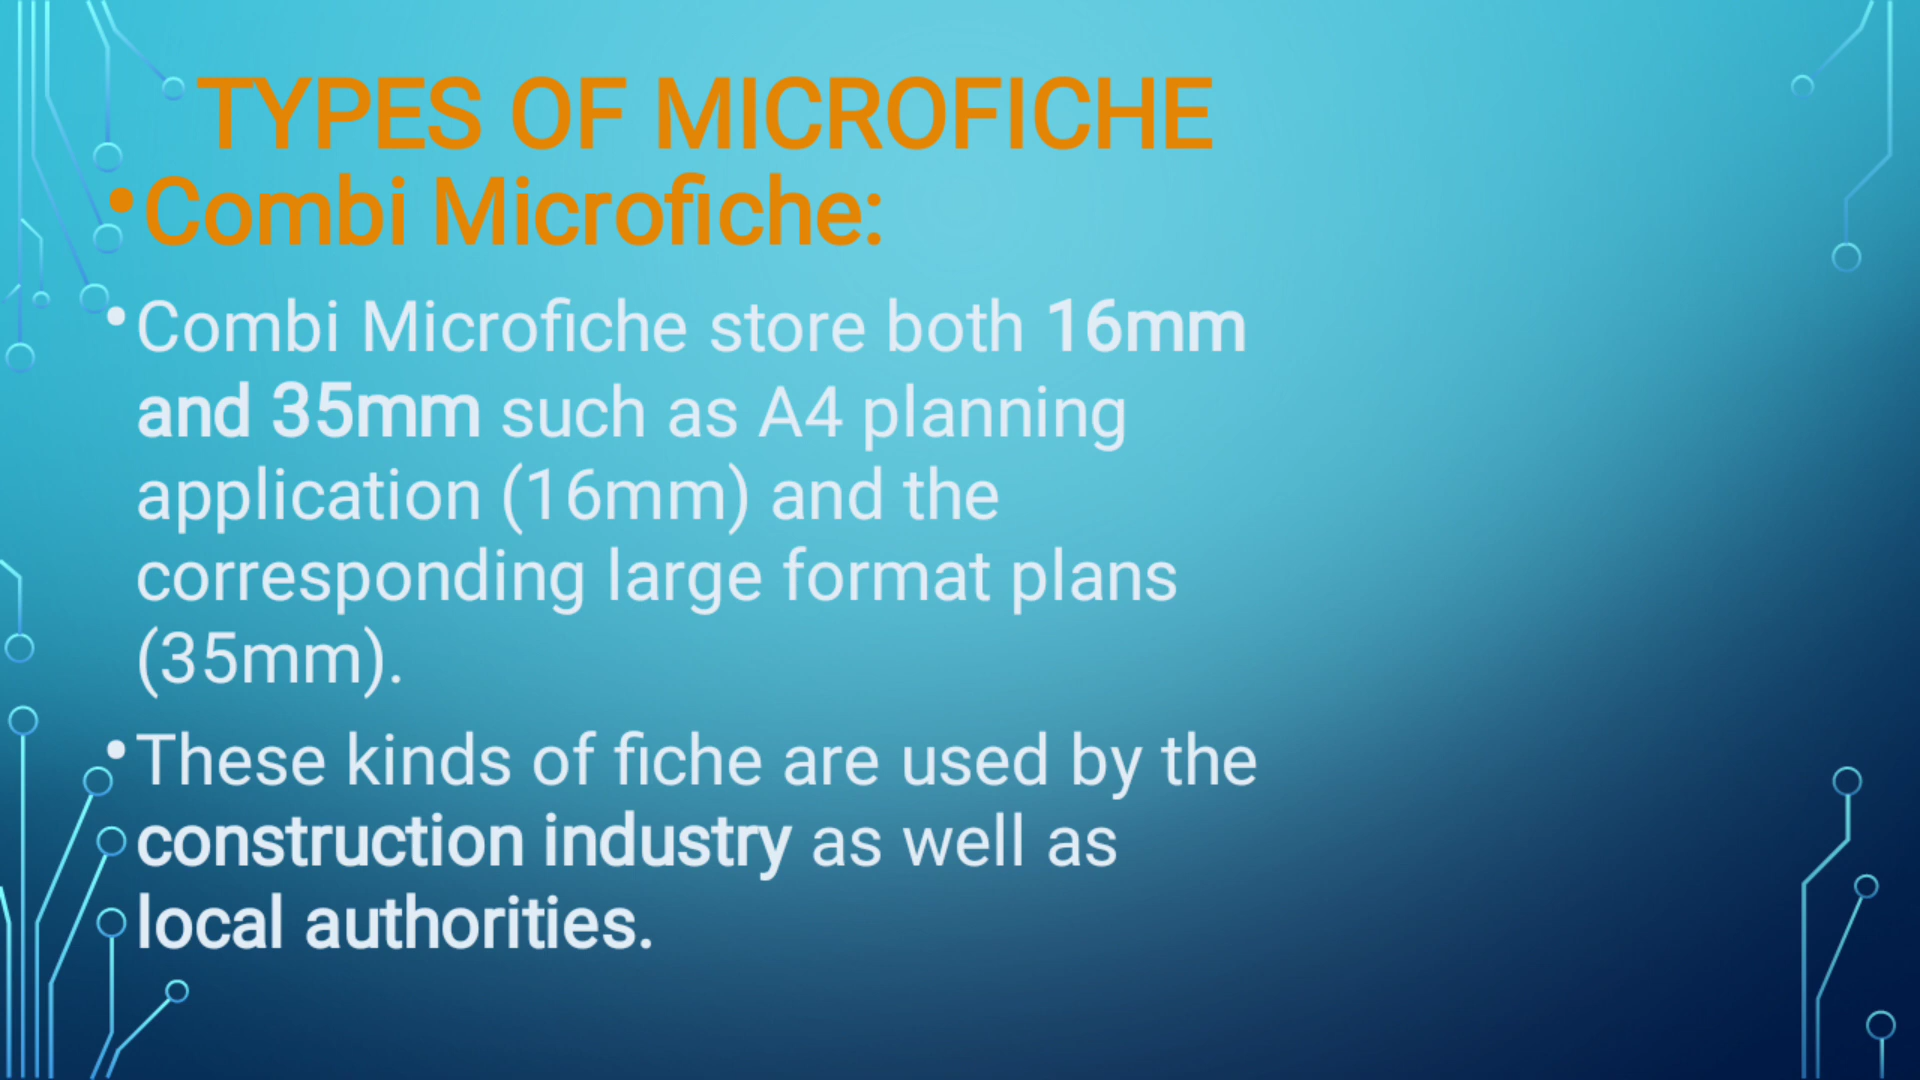 TYPES OF MICROFICHE
•Combi Microfiche:
•Combi Microfiche store both 16mm
and 35mm such as A4 planning
application (16mm) and the
corresponding large format plans
(35mm).
•These kinds of fiche are used by the
construction industry as well as
local authorities.